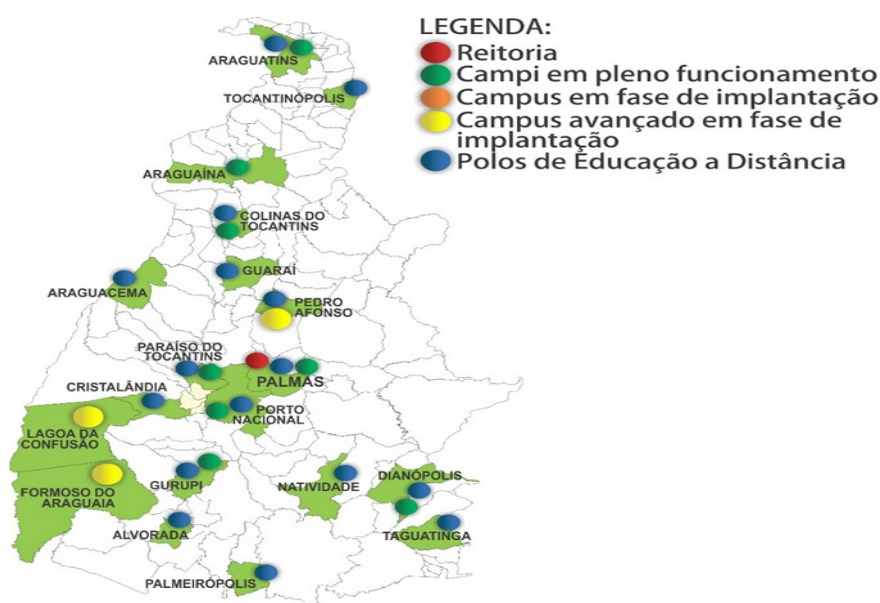 LEGENDA:
Reitoria
Campi em pleno funcionamento
Campus em fase de implantação
Campus avançado em fase de
implantação
Polos de Educação a Distância
ARAGUATINS
TOCANTINÓPOLIS
ARAGUAÍNA
COLINAS DO
TOCANTINS
GUARAÍ
ARAGUACEMA
PEDRO
AFONSO
PARAÍSO DO
TOCANTINS
PALMAS
CRISTALÂNDIA
PORTO
NACIONAL
LAGOA DA
CONFUSÃO
FORMOSO DO
ARAGUAIA
GURUPI
NATIVIDADE
DIANÓPOLIS
ALVORADA
TAGUATINGA
PALMEIRÓPOLIS